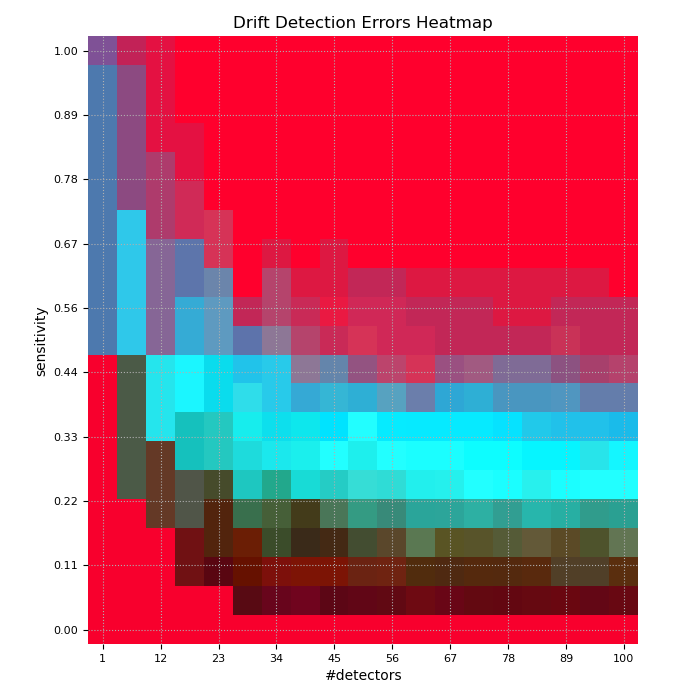 Drift Detection Errors Heatmap
1.00
0.89
0.78
0.67
0.56
0.44
0.33
0.22
0.11
0.00
sensitivity
1 12 23 34 45 56 67 78 89 100
#detectors